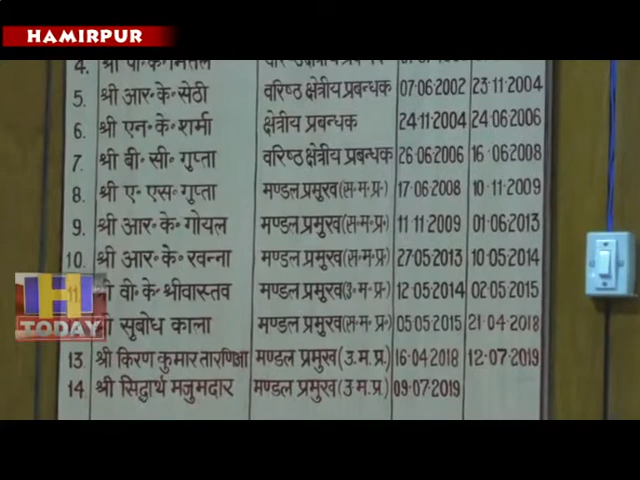 HAMIRPUR
4. श्री
5. श्री आर॰के॰सेठी वरिष्ठ क्षेत्रीय प्रबन्धक 07·06·2002 23·11·2004
6. श्री एन॰के॰शर्मा क्षेत्रीय प्रबन्धक 24·11·2004 24·06·2006
7. श्री बी॰सी॰गुप्ता वरिष्ठ क्षेत्रीय प्रबन्धक 26·06·2006 16·06·2008
8. श्री ए॰एस॰गुप्ता मण्डल प्रमुख(स॰म॰प्र॰) 17·06·2008 10·11·2009
9. श्री आर॰के॰गोयल मण्डल प्रमुख(स॰म॰प्र॰) 11·11·2009 01·06·2013
10. श्री आर॰के॰खन्ना मण्डल प्रमुख(स॰म॰प्र॰) 27·05·2013 10·05·2014
11. श्री वी॰के॰श्रीवास्तव मण्डल प्रमुख(उ॰म॰प्र॰) 12·05·2014 02·05·2015
श्री सुबोध काला मण्डल प्रमुख(स॰म॰प्र॰) 05·05·2015 21·04·2018
13. श्री किरण कुमार मण्डल प्रमुख(उ.म.प्र.) 16·04·2018 12·07·2019
14. श्री सिद्धार्थ मजुमदार मण्डल प्रमुख(उ॰म॰प्र॰) 09·07·2019
H
TODAY